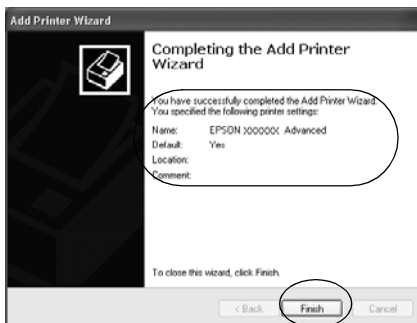 Add Printer Wizard
Completing the Add Printer
Wizard
You have successfully completed the Add Printer Wizard.
You specified the following printer settings:
Name: EPSON XXXXXX Advanced
Default: Yes
Location:
Comment:
To close this wizard, click Finish.
< Back Finish Cancel